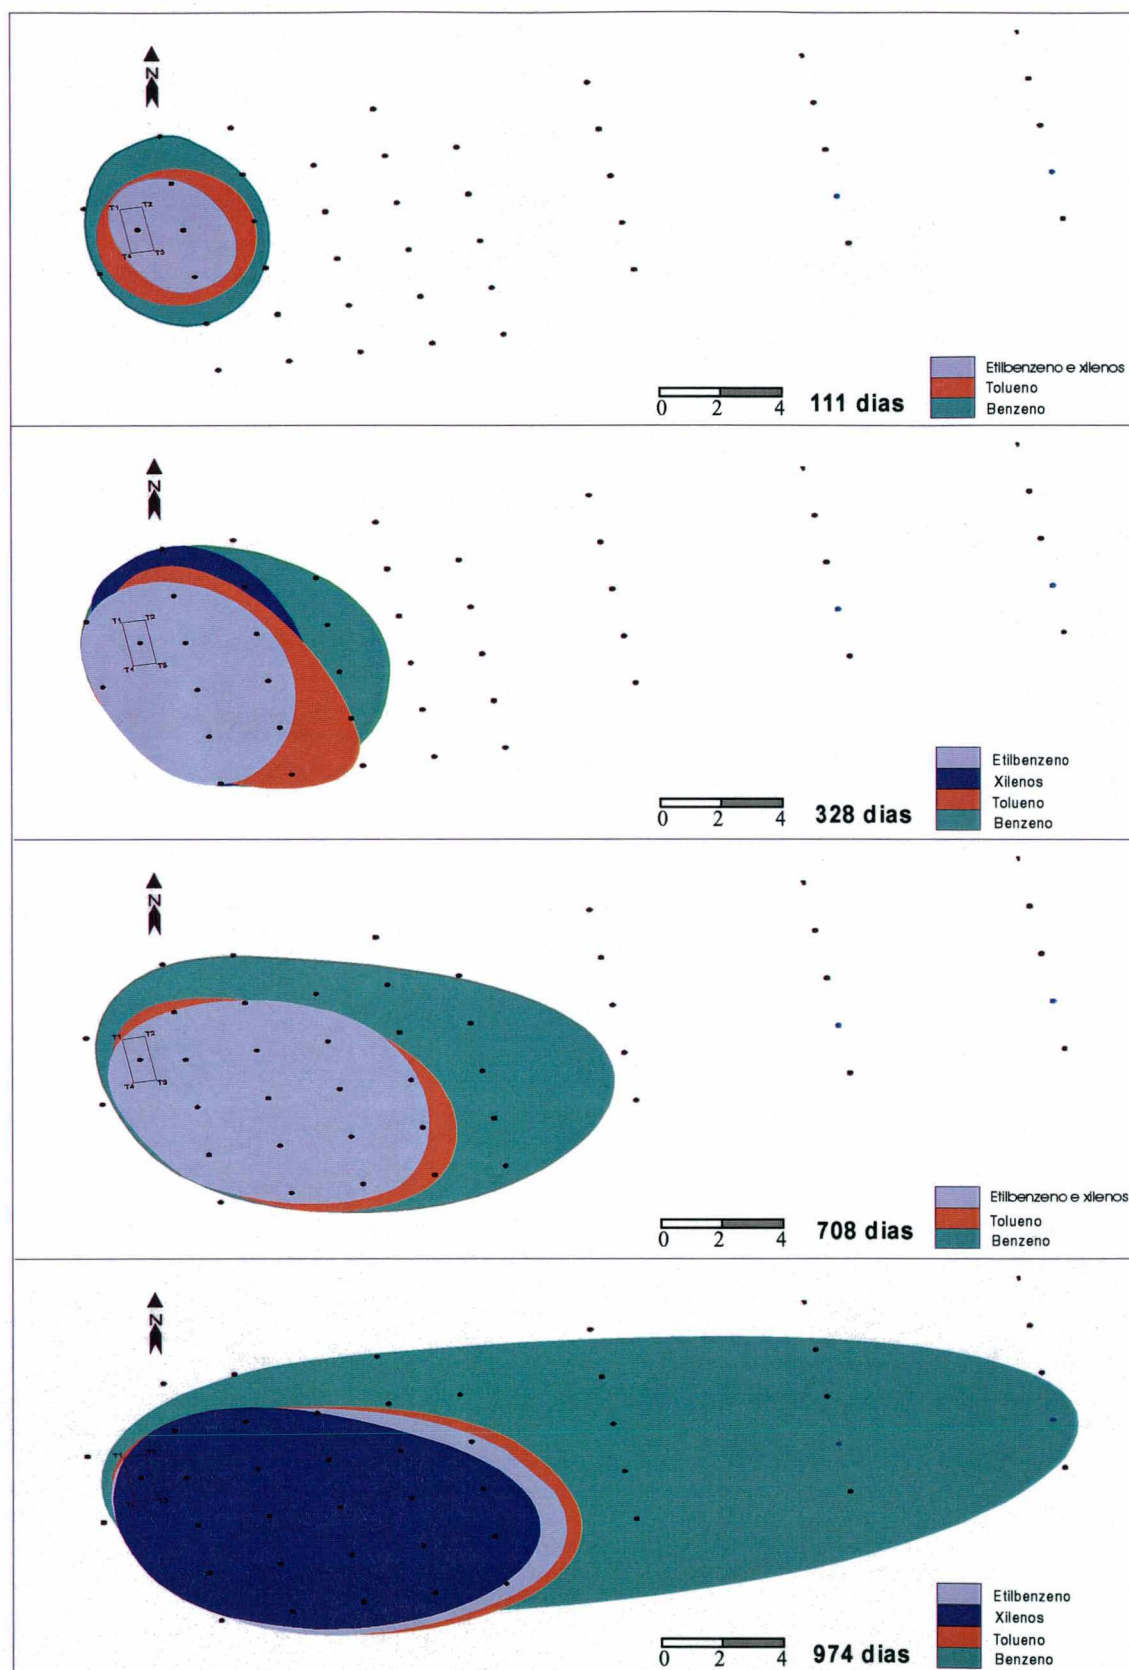 N
T1 T2
T4 T3
Etilbenzeno e xilenos
Tolueno
Benzeno
0 2 4
111 dias
N
T1 T2
T4 T3
Etilbenzeno
Xilenos
Tolueno
Benzeno
0 2 4
328 dias
N
T1 T2
T4 T3
Etilbenzeno e xilenos
Tolueno
Benzeno
0 2 4
708 dias
N
T1
Etilbenzeno
Xilenos
Tolueno
Benzeno
0 2 4
974 dias